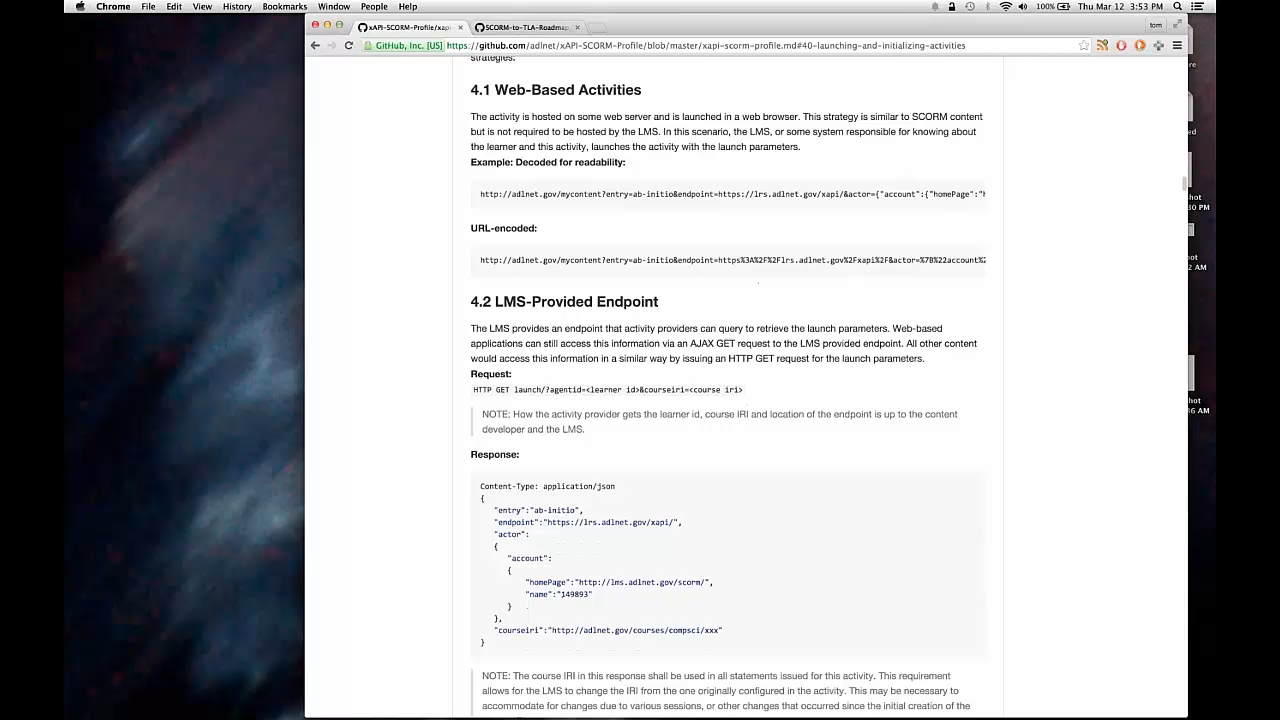 Chrome File Edit View History Bookmarks Window People Help 100% Thu Mar 12 3:53 PM
xAPI-SCORM-Profile/xapi SCORM-to-TLA-Roadmap tom
GitHub, Inc. [US] https://github.com/adlnet/xAPI-SCORM-Profile/blob/master/xapi-scorm-profile.md#40-launching-and-initializing-activities
strategies.
4.1 Web-Based Activities
The activity is hosted on some web server and is launched in a web browser. This strategy is similar to SCORM content
but is not required to be hosted by the LMS. In this scenario, the LMS, or some system responsible for knowing about
the learner and this activity, launches the activity with the launch parameters.
Example: Decoded for readability:
http://adlnet.gov/mycontent?entry=ab-initio&endpoint=https://lrs.adlnet.gov/xapi/&actor={"account":{"homePage":"h
URL-encoded:
http://adlnet.gov/mycontent?entry=ab-initio&endpoint=https%3A%2F%2Flrs.adlnet.gov%2Fxapi%2F&actor=%7B%22account%2
4.2 LMS-Provided Endpoint
The LMS provides an endpoint that activity providers can query to retrieve the launch parameters. Web-based
applications can still access this information via an AJAX GET request to the LMS provided endpoint. All other content
would access this information in a similar way by issuing an HTTP GET request for the launch parameters.
Request:
HTTP GET launch/?agentid=<learner id>&courseiri=<course iri>
NOTE: How the activity provider gets the learner id, course IRI and location of the endpoint is up to the content
developer and the LMS.
Response:
Content-Type: application/json
{
"entry":"ab-initio",
"endpoint":"https://lrs.adlnet.gov/xapi/",
"actor":
{
"account":
{
"homePage":"http://lms.adlnet.gov/scorm/",
"name":"149893"
}
},
"courseiri":"http://adlnet.gov/courses/compsci/xxx"
}
NOTE: The course IRI in this response shall be used in all statements issued for this activity. This requirement
allows for the LMS to change the IRI from the one originally configured in the activity. This may be necessary to
accommodate for changes due to various sessions, or other changes that occurred since the initial creation of the